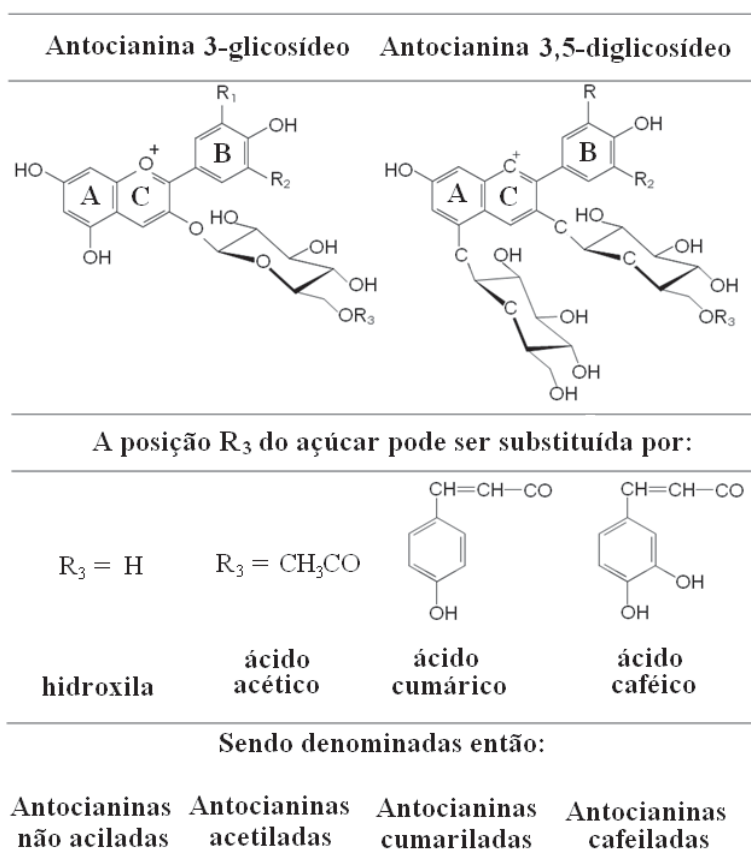 Antocianina 3-glicosídeo Antocianina 3,5-diglicosídeo
R1
OH
O+
B
HO
R2
A
C
HO
OH
O
OH
O
OH
OH
OR3
R
OH
C+
B
HO
R2
A
C
HO
OH
C
OH
C
C
OH
OH
C
OR3
OH
OH
OH
OH
A posição R3 do açúcar pode ser substituída por:
CH=CH—CO
CH=CH—CO
R3 = H
R3 = CH3CO
OH
OH
OH
hidroxila
ácido
acético
ácido
cumárico
ácido
caféico
Sendo denominadas então:
Antocianinas
não aciladas
Antocianinas
acetiladas
Antocianinas
cumariladas
Antocianinas
cafeiladas